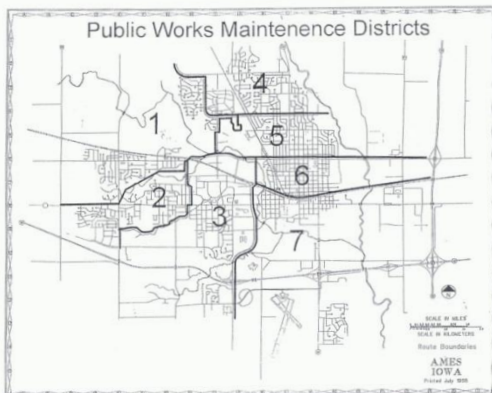 Public Works Maintenence Districts
4
1
5
6
2
3
7
SCALE IN MILES
SCALE IN KILOMETERS
Route Boundaries
AMES
IOWA